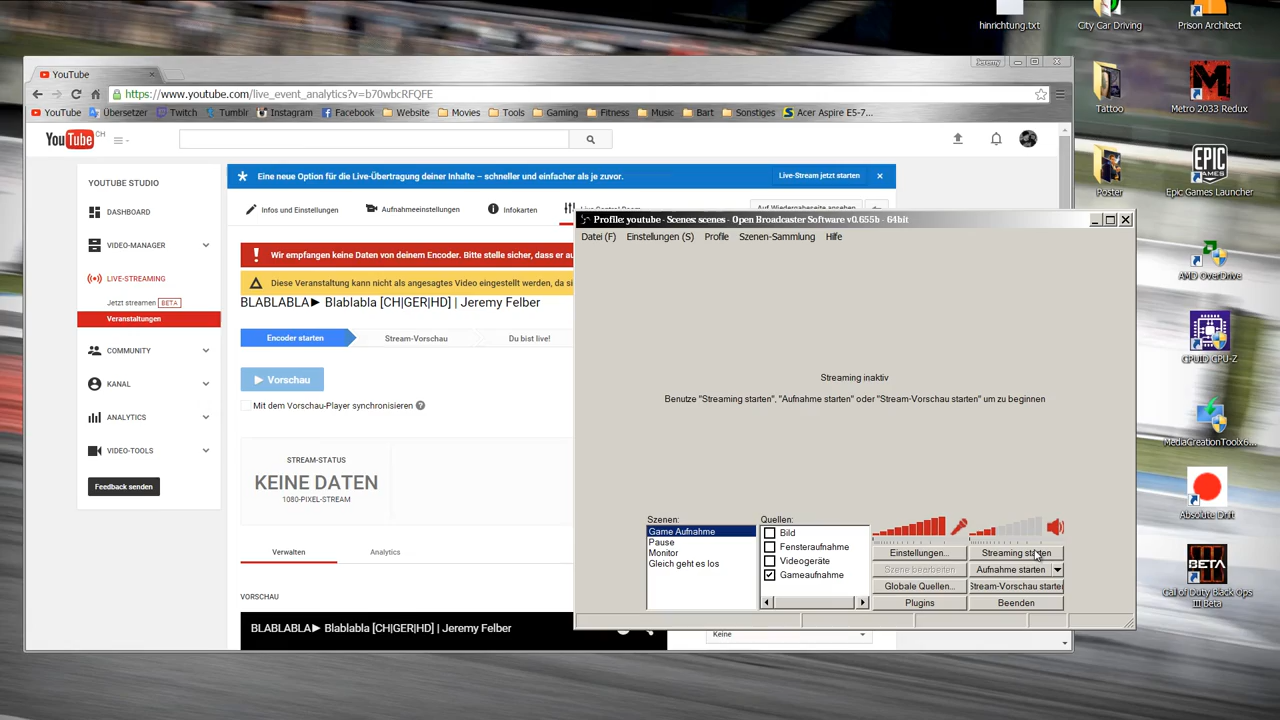 hinrichtung.txt
City Car Driving
Prison Architect
Tattoo
Metro 2033 Redux
Poster
Epic Games Launcher
AMD OverDrive
CPUID CPU-Z
MediaCreationToolx6...
Absolute Drift
BETA
Call of Duty Black Ops
III Beta
YouTube
Jeremy
https://www.youtube.com/live_event_analytics?v=b70wbcRFQFE
YouTube Übersetzer Twitch Tumblr Instagram Facebook Website Movies Tools Gaming Fitness Music Bart Sonstiges Acer Aspire E5-7...
YouTube CH
YOUTUBE STUDIO
DASHBOARD
VIDEO-MANAGER
LIVE-STREAMING
Jetzt streamen BETA
Veranstaltungen
COMMUNITY
KANAL
ANALYTICS
VIDEO-TOOLS
Feedback senden
Eine neue Option für die Live-Übertragung deiner Inhalte – schneller und einfacher als je zuvor.
Live-Stream jetzt starten
Infos und Einstellungen
Aufnahmeeinstellungen
Infokarten
Wir empfangen keine Daten von deinem Encoder. Bitte stelle sicher, dass er au
Diese Veranstaltung kann nicht als angesagtes Video eingestellt werden, da si
BLABLABLA► Blablabla [CH|GER|HD] | Jeremy Felber
Encoder starten
Stream-Vorschau
Du bist live!
Vorschau
Mit dem Vorschau-Player synchronisieren ?
STREAM-STATUS
KEINE DATEN
1080-PIXEL-STREAM
Verwalten
Analytics
VORSCHAU
BLABLABLA► Blablabla [CH|GER|HD] | Jeremy Felber
Keine
Profile: youtube - Scenes: scenes - Open Broadcaster Software v0.655b - 64bit
Datei (F) Einstellungen (S) Profile Szenen-Sammlung Hilfe
Streaming inaktiv
Benutze "Streaming starten", "Aufnahme starten" oder "Stream-Vorschau starten" um zu beginnen
Szenen:
Game Aufnahme
Pause
Monitor
Gleich geht es los
Quellen:
Bild
Fensteraufnahme
Videogeräte
Gameaufnahme
Einstellungen...
Streaming starten
Szene bearbeiten
Aufnahme starten
Globale Quellen...
Stream-Vorschau starten
Plugins
Beenden